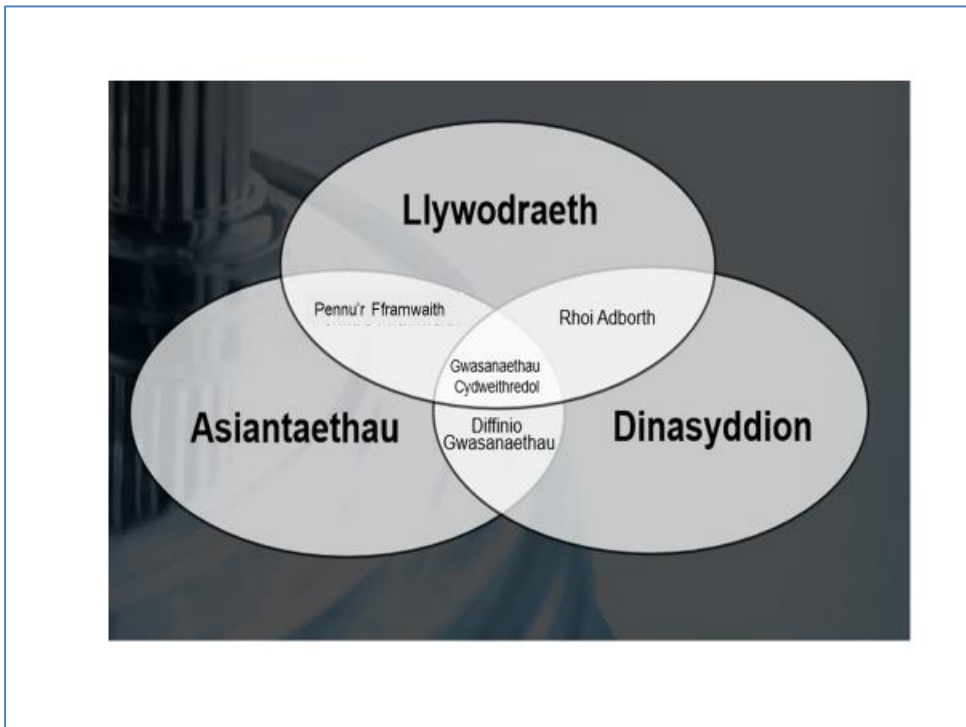 Llywodraeth
Pennu'r Fframwaith
Rhoi Adborth
Gwasanaethau
Cydweithredol
Asiantaethau
Diffinio
Gwasanaethau
Dinasyddion